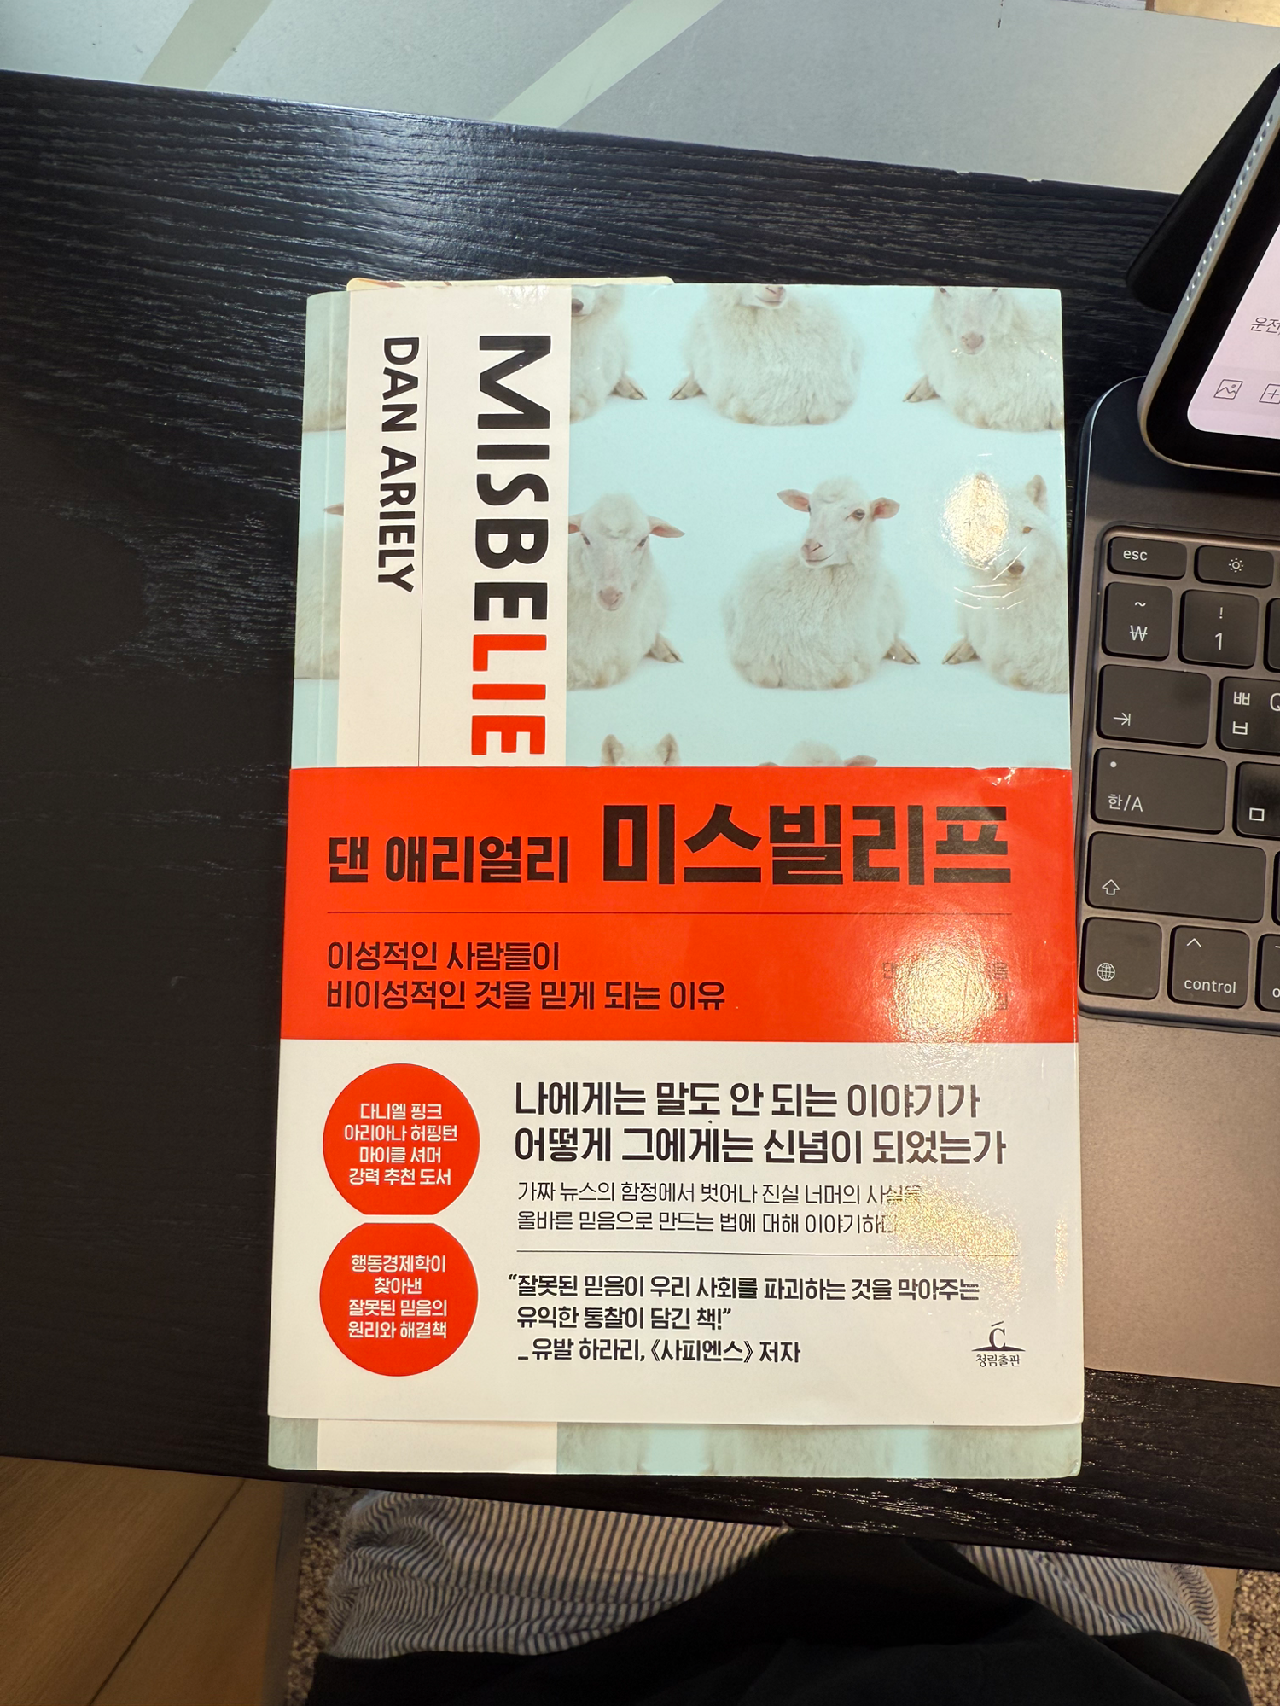 DAN ARIELY
MISBELIE
댄 애리얼리 미스빌리프
이성적인 사람들이
비이성적인 것을 믿게 되는 이유
다니엘 핑크
아리아나 허핑턴
마이클 셔머
강력 추천 도서
행동경제학이
찾아낸
잘못된 믿음의
원리와 해결책
나에게는 말도 안 되는 이야기가
어떻게 그에게는 신념이 되었는가
가짜 뉴스의 함정에서 벗어나 진실 너머의 사실을
올바른 믿음으로 만드는 법에 대해 이야기하다
“잘못된 믿음이 우리 사회를 파괴하는 것을 막아주는
유익한 통찰이 담긴 책!”
_ 유발 하라리, 《사피엔스》 저자
청림출판
esc
~
₩
!
1
ㅃ
ㅂ
한/A
ㅁ
control